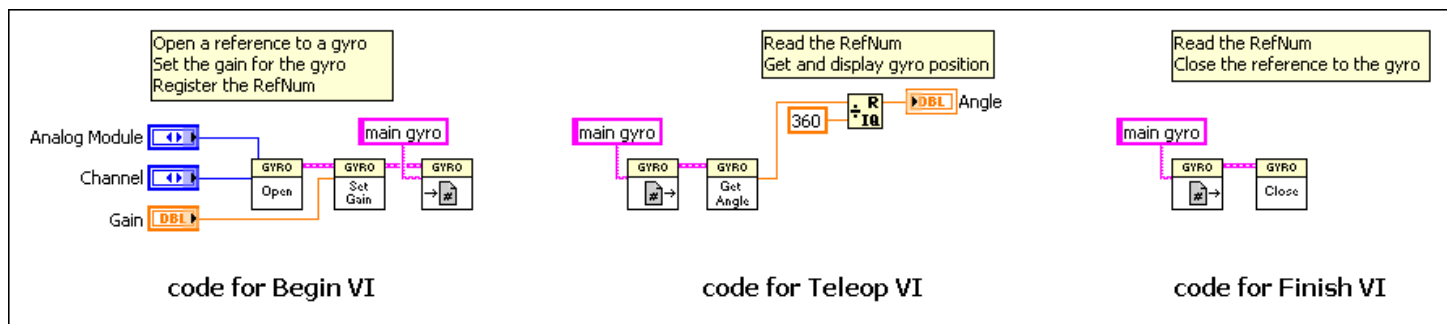 Open a reference to a gyro
Set the gain for the gyro
Register the RefNum
Analog Module
Channel
Gain
DBL
GYRO
Open
GYRO
Set
Gain
main gyro
GYRO
#
code for Begin VI
Read the RefNum
Get and display gyro position
main gyro
GYRO
#
GYRO
Get
Angle
360
R
IQ
DBL
Angle
code for Teleop VI
Read the RefNum
Close the reference to the gyro
main gyro
GYRO
#
GYRO
Close
code for Finish VI